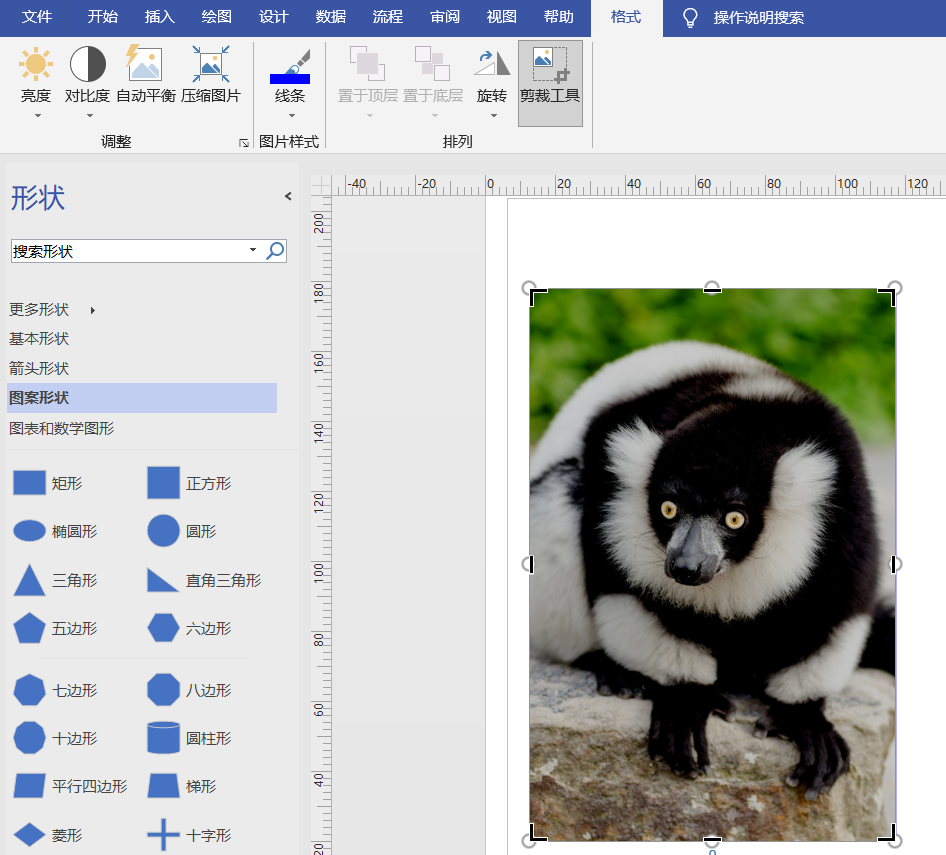 文件 开始 插入 绘图 设计 数据 流程 审阅 视图 帮助 格式 操作说明搜索
亮度 对比度 自动平衡 压缩图片 线条 置于顶层 置于底层 旋转 剪裁工具
调整 图片样式 排列
形状
-40 -20 0 20 40 60 80 100 120
搜索形状
更多形状
基本形状
箭头形状
图案形状
图表和数学图形
矩形 正方形
椭圆形 圆形
三角形 直角三角形
五边形 六边形
七边形 八边形
十边形 圆柱形
平行四边形 梯形
菱形 十字形
200
180
160
140
120
100
80
60
40
20